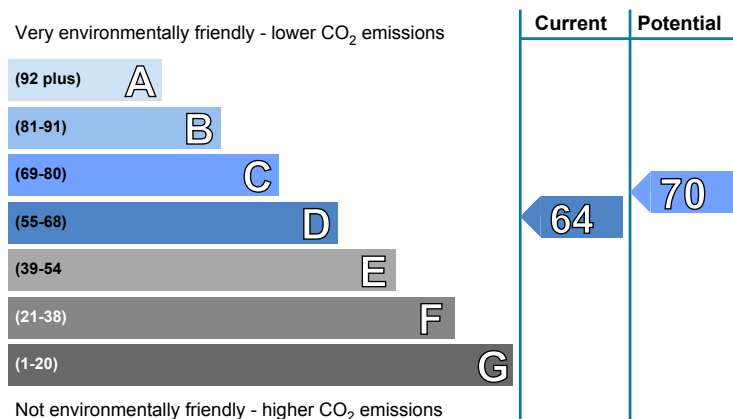 Very environmentally friendly - lower CO2 emissions
Current Potential
(92 plus) A
(81-91) B
(69-80) C
(55-68) D
(39-54 E
(21-38) F
(1-20) G
64
70
Not environmentally friendly - higher CO2 emissions